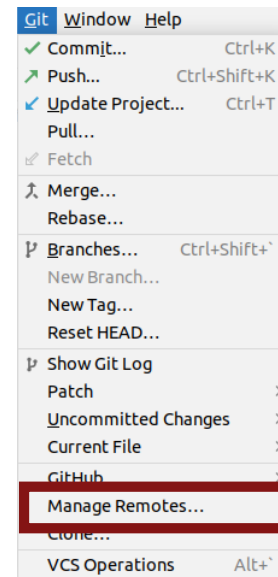 Git Window Help
Commit... Ctrl+K
Push... Ctrl+Shift+K
Update Project... Ctrl+T
Pull...
Fetch
Merge...
Rebase...
Branches... Ctrl+Shift+`
New Branch...
New Tag...
Reset HEAD...
Show Git Log
Patch
Uncommitted Changes
Current File
GitHub
Manage Remotes...
Clone...
VCS Operations Alt+`